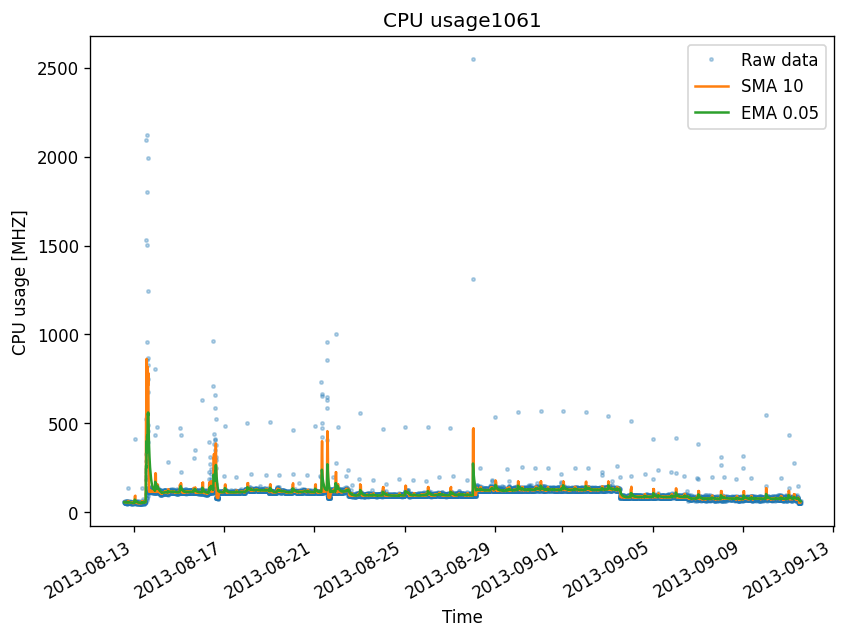 CPU usage1061
Raw data
SMA 10
EMA 0.05
2500
2000
1500
1000
500
0
CPU usage [MHZ]
2013-08-13
2013-08-17
2013-08-21
2013-08-25
2013-08-29
2013-09-01
2013-09-05
2013-09-09
2013-09-13
Time